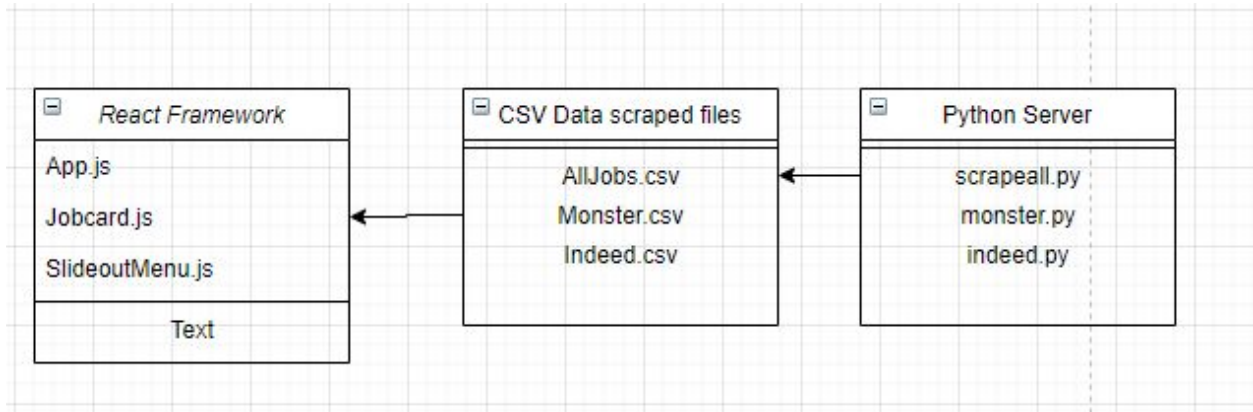 React Framework
App.js
Jobcard.js
SlideoutMenu.js
Text
CSV Data scraped files
AllJobs.csv
Monster.csv
Indeed.csv
Python Server
scrapeall.py
monster.py
indeed.py